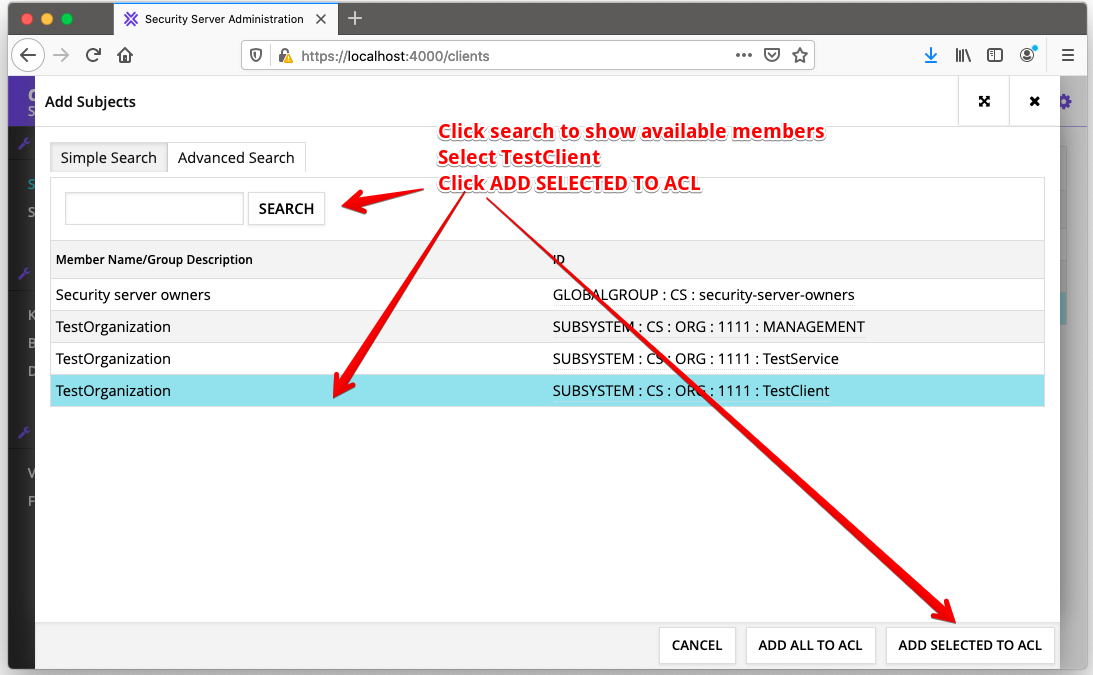 Security Server Administration
https://localhost:4000/clients
Add Subjects
Click search to show available members
Select TestClient
Click ADD SELECTED TO ACL
Simple Search Advanced Search
SEARCH
Member Name/Group Description ID
Security server owners GLOBALGROUP : CS : security-server-owners
TestOrganization SUBSYSTEM : CS : ORG : 1111 : MANAGEMENT
TestOrganization SUBSYSTEM : CS : ORG : 1111 : TestService
TestOrganization SUBSYSTEM : CS : ORG : 1111 : TestClient
CANCEL ADD ALL TO ACL ADD SELECTED TO ACL